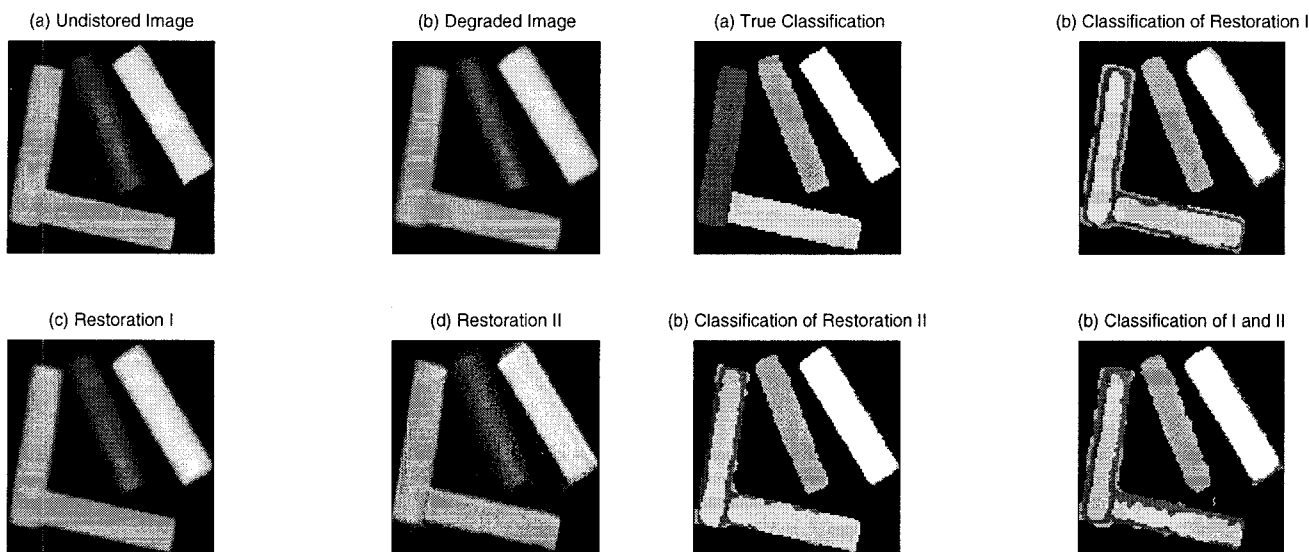 (a) Undistored Image
(b) Degraded Image
(a) True Classification
(b) Classification of Restoration I
(c) Restoration I
(d) Restoration II
(b) Classification of Restoration II
(b) Classification of I and II